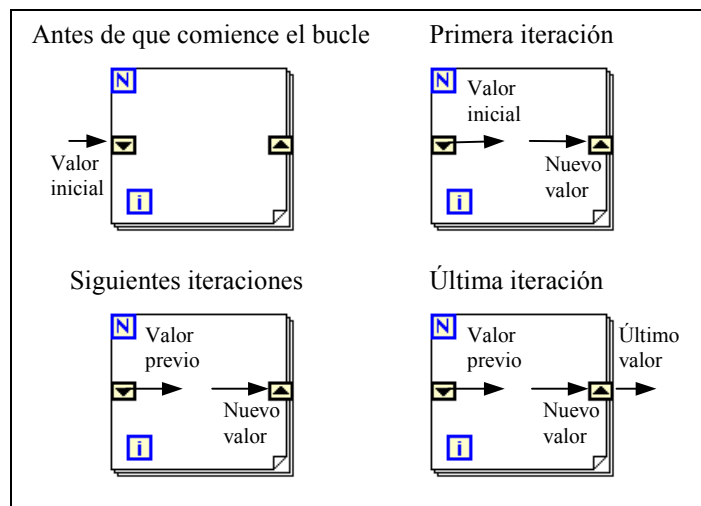 Antes de que comience el bucle
N
Valor
inicial
i
Primera iteración
N
Valor
inicial
Nuevo
valor
i
Siguientes iteraciones
N
Valor
previo
Nuevo
valor
i
Última iteración
N
Valor
previo
Nuevo
valor
Último
valor
i